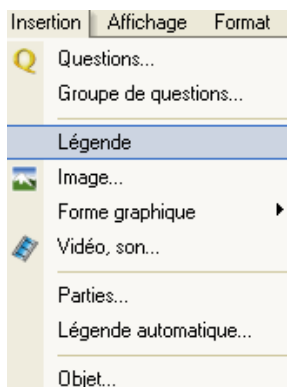 Insertion Affichage Format
Questions...
Groupe de questions...
Légende
Image...
Forme graphique
Vidéo, son...
Parties...
Légende automatique...
Objet...